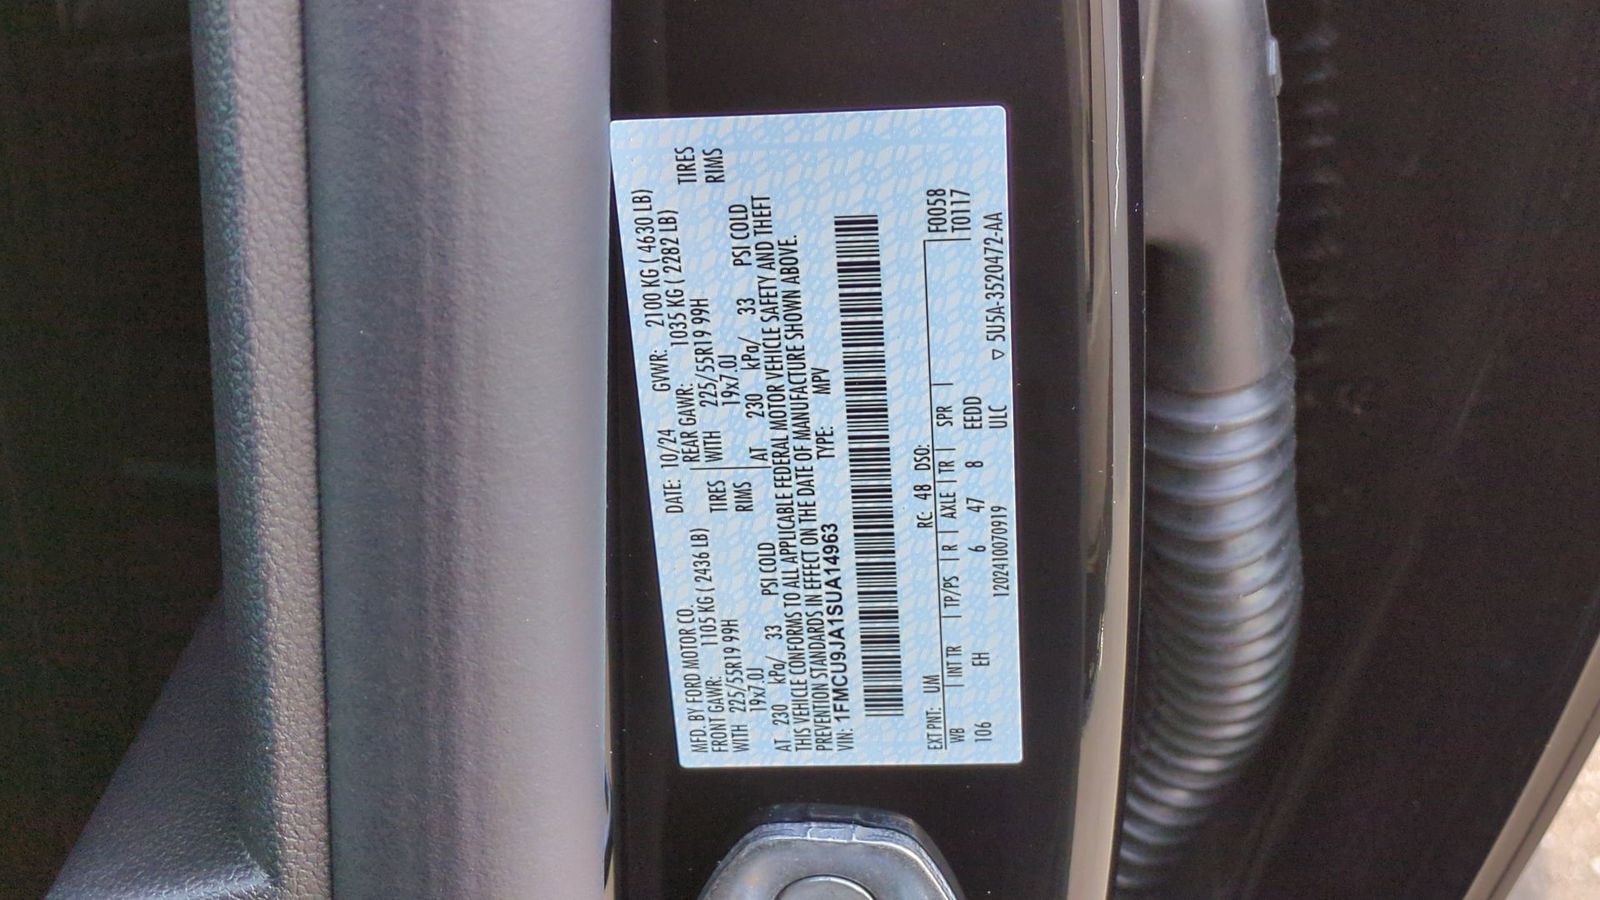 MFD. BY FORD MOTOR CO. DATE: 10/24 GVWR: 2100 KG ( 4630 LB)
FRONT GAWR: 1105 KG ( 2436 LB) REAR GAWR: 1035 KG ( 2282 LB)
WITH 225/55R19 99H TIRES WITH 225/55R19 99H TIRES
19x7.0J RIMS 19x7.0J RIMS
AT 230 kPa/ 33 PSI COLD AT 230 kPa/ 33 PSI COLD
THIS VEHICLE CONFORMS TO ALL APPLICABLE FEDERAL MOTOR VEHICLE SAFETY AND THEFT
PREVENTION STANDARDS IN EFFECT ON THE DATE OF MANUFACTURE SHOWN ABOVE.
VIN: 1FMCU9JA1SUA14963 TYPE: MPV
EXT PNT: UM RC: 48 DSO: F0058
WB INT TR TP/PS R AXLE TR SPR T0117
106 EH 6 47 8 EEDD
120241007091​9 ULC ▽ 5U5A-3520472-AA